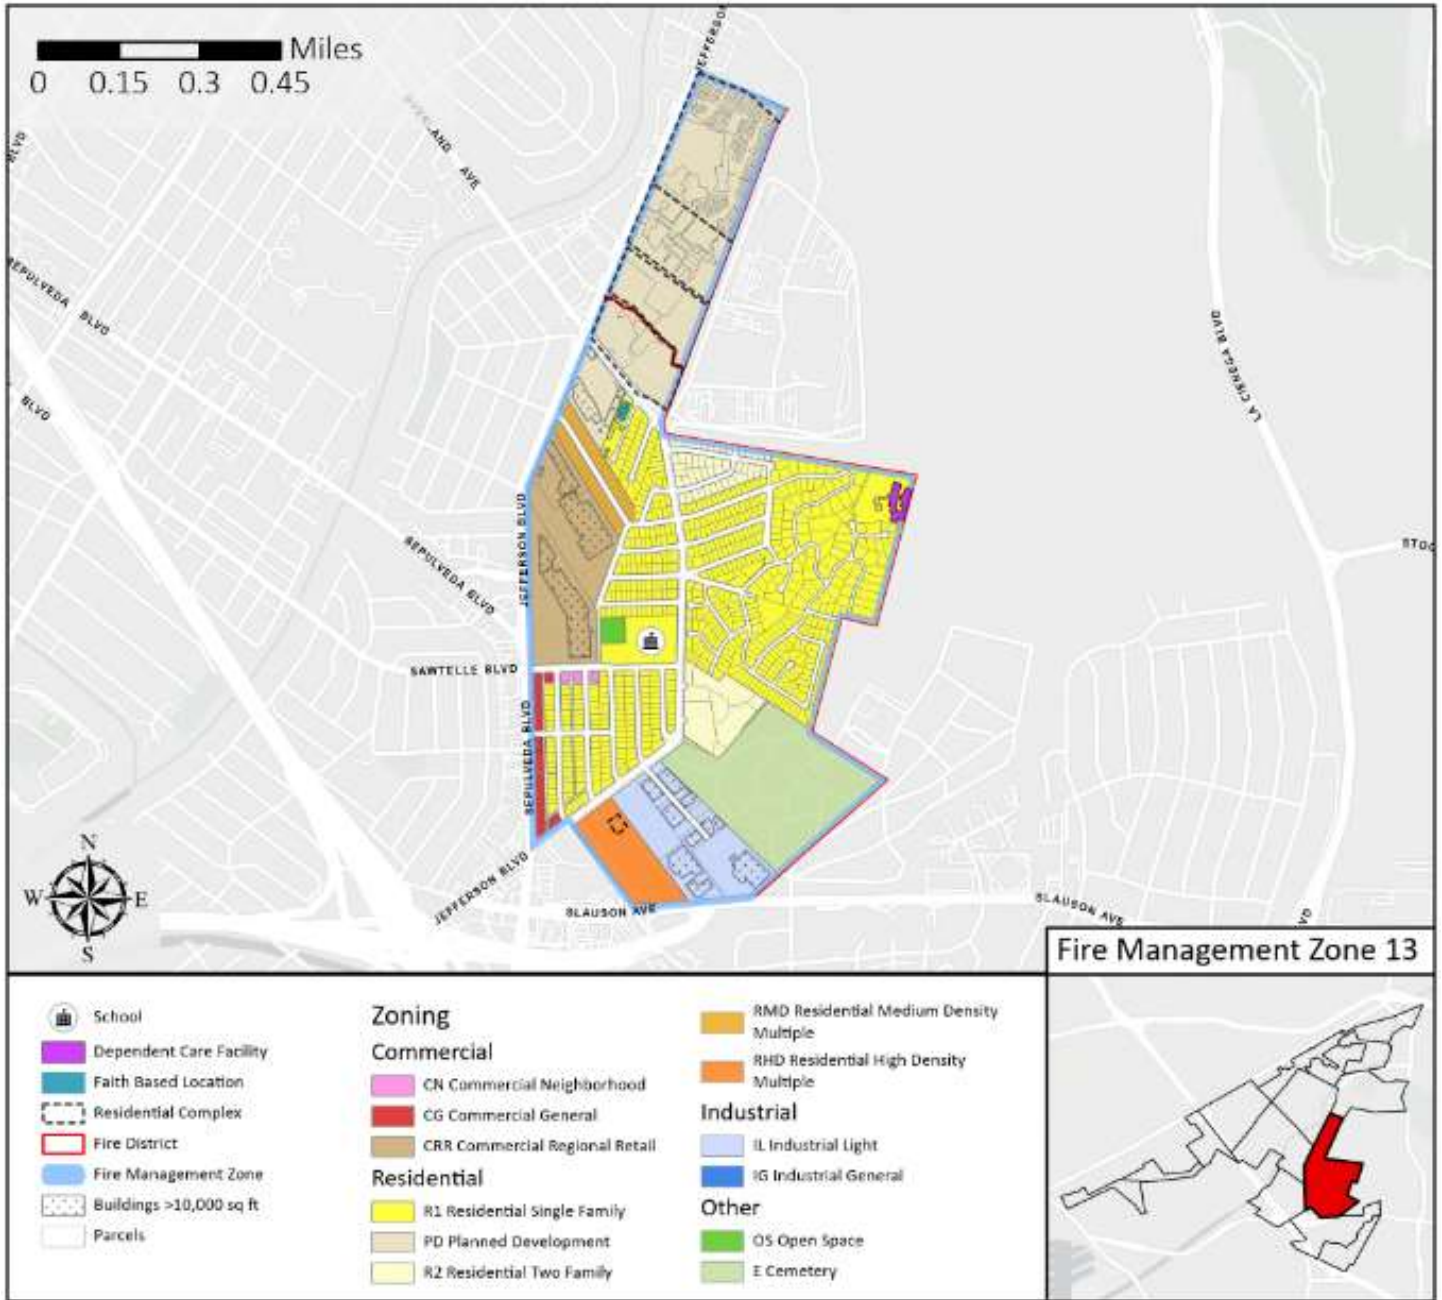 Miles
0 0.15 0.3 0.45
JEFFERSON
AVE
BLVD
SEPULVEDA BLVD
BLVD
LA CIENEGA BLVD
JEFFERSON BLVD
SEPULVEDA BLVD
STOC
SAWTELLE BLVD
SEPULVEDA BLVD
N
W E
S
JEFFERSON BLVD
SLAUSON AVE
SLAUSON AVE
VD
Fire Management Zone 13
School
Dependent Care Facility
Faith Based Location
Residential Complex
Fire District
Fire Management Zone
Buildings >10,000 sq ft
Parcels
Zoning
Commercial
CN Commercial Neighborhood
CG Commercial General
CRR Commercial Regional Retail
Residential
R1 Residential Single Family
PD Planned Development
R2 Residential Two Family
RMD Residential Medium Density
Multiple
RHD Residential High Density
Multiple
Industrial
IL Industrial Light
IG Industrial General
Other
OS Open Space
E Cemetery